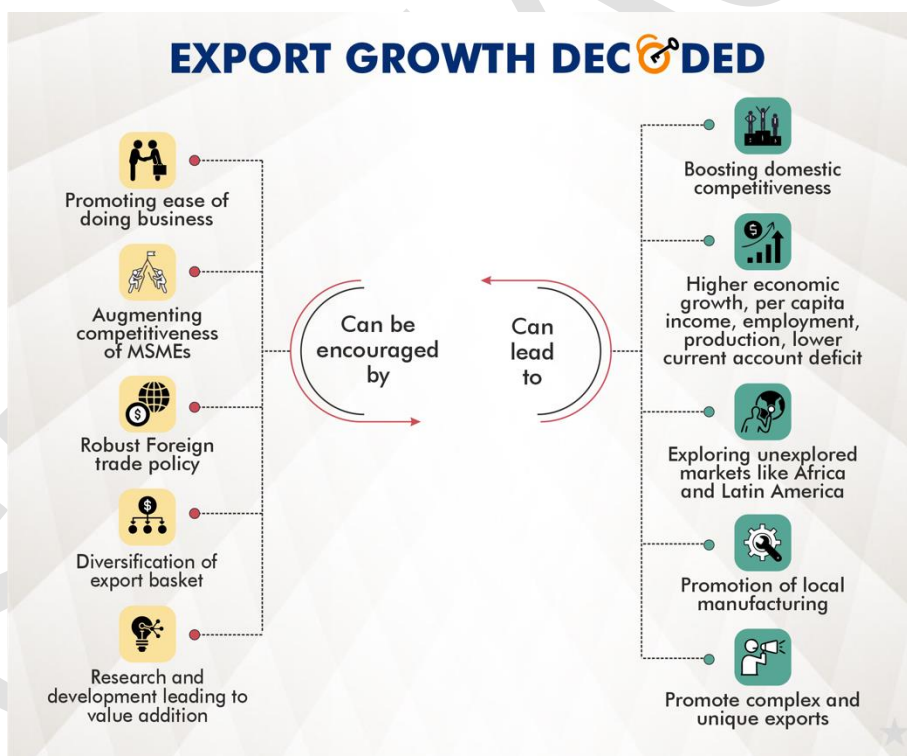 EXPORT GROWTH DECODED
Promoting ease of
doing business
Augmenting
competitiveness
of MSMEs
Robust Foreign
trade policy
Diversification of
export basket
Research and
development leading to
value addition
Can be
encouraged
by
Can
lead
to
Boosting domestic
competitiveness
Higher economic
growth, per capita
income, employment,
production, lower
current account deficit
Exploring unexplored
markets like Africa
and Latin America
Promotion of local
manufacturing
Promote complex and
unique exports